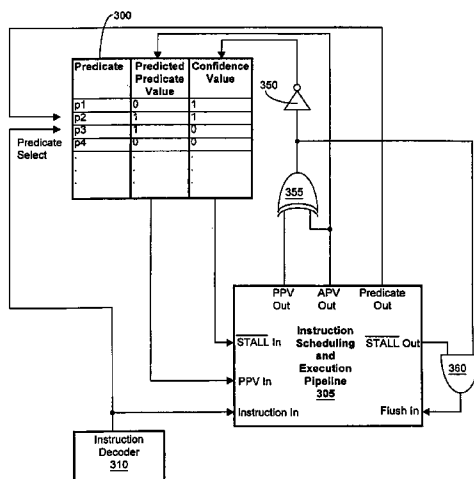 300
Predicate Predicted Predicate Value Confidence Value
p1 0 1
p2 1 1
p3 1 0
p4 0 0
Predicate Select
350
355
PPV Out APV Out Predicate Out
STALL In
Instruction Scheduling and Execution Pipeline 305
STALL Out
360
PPV In
Instruction In
Flush In
Instruction Decoder
310